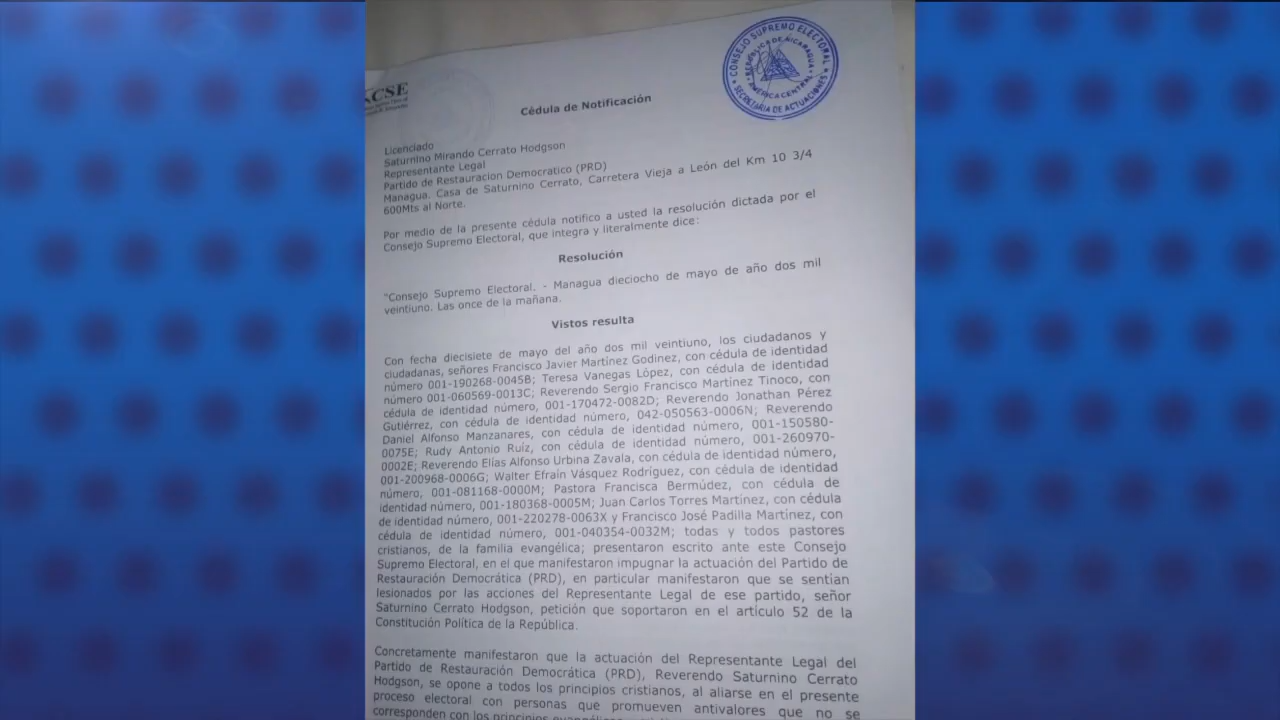 CSE
CONSEJO SUPREMO ELECTORAL
REPÚBLICA DE NICARAGUA
AMÉRICA CENTRAL
SECRETARIA DE ACTUACIONES
Cédula de Notificación
Licenciado
Saturnino Mirando Cerrato Hodgson
Representante Legal
Partido de Restauracion Democratico (PRD)
Managua. Casa de Saturnino Cerrato, Carretera Vieja a León del Km 10 3/4
600Mts al Norte.
Por medio de la presente cédula notifico a usted la resolución dictada por el
Consejo Supremo Electoral, que integra y literalmente dice:
Resolución
"Consejo Supremo Electoral. - Managua dieciocho de mayo de año dos mil
veintiuno. Las once de la mañana.
Vistos resulta
Con fecha diecisiete de mayo del año dos mil veintiuno, los ciudadanos y
ciudadanas, señores Francisco Javier Martínez Godinez, con cédula de identidad
número 001-190268-0045B; Teresa Vanegas López, con cédula de identidad
número 001-060569-0013C; Reverendo Sergio Francisco Martínez Tinoco, con
cédula de identidad número, 001-170472-0082D; Reverendo Jonathan Pérez
Gutiérrez, con cédula de identidad número, 042-050563-0006N; Reverendo
Daniel Alfonso Manzanares, con cédula de identidad número, 001-150580-
0075E; Rudy Antonio Ruíz, con cédula de identidad número, 001-260970-
0002E; Reverendo Elías Alfonso Urbina Zavala, con cédula de identidad número,
001-200968-0006G; Walter Efraín Vásquez Rodríguez, con cédula de identidad
número, 001-081168-0000M; Pastora Francisca Bermúdez, con cédula de
identidad número, 001-180368-0005M; Juan Carlos Torres Martínez, con cédula
de identidad número, 001-220278-0063X y Francisco José Padilla Martínez, con
cédula de identidad número, 001-040354-0032M; todas y todos pastores
cristianos, de la familia evangélica; presentaron escrito ante este Consejo
Supremo Electoral, en el que manifestaron impugnar la actuación del Partido de
Restauración Democrática (PRD), en particular manifestaron que se sentían
lesionados por las acciones del Representante Legal de ese partido, señor
Saturnino Cerrato Hodgson, petición que soportaron en el artículo 52 de la
Constitución Política de la República.
Concretamente manifestaron que la actuación del Representante Legal del
Partido de Restauración Democrática (PRD), Reverendo Saturnino Cerrato
Hodgson, se opone a todos los principios cristianos, al aliarse en el presente
proceso electoral con personas que promueven antivalores que no se
corresponden con los principios